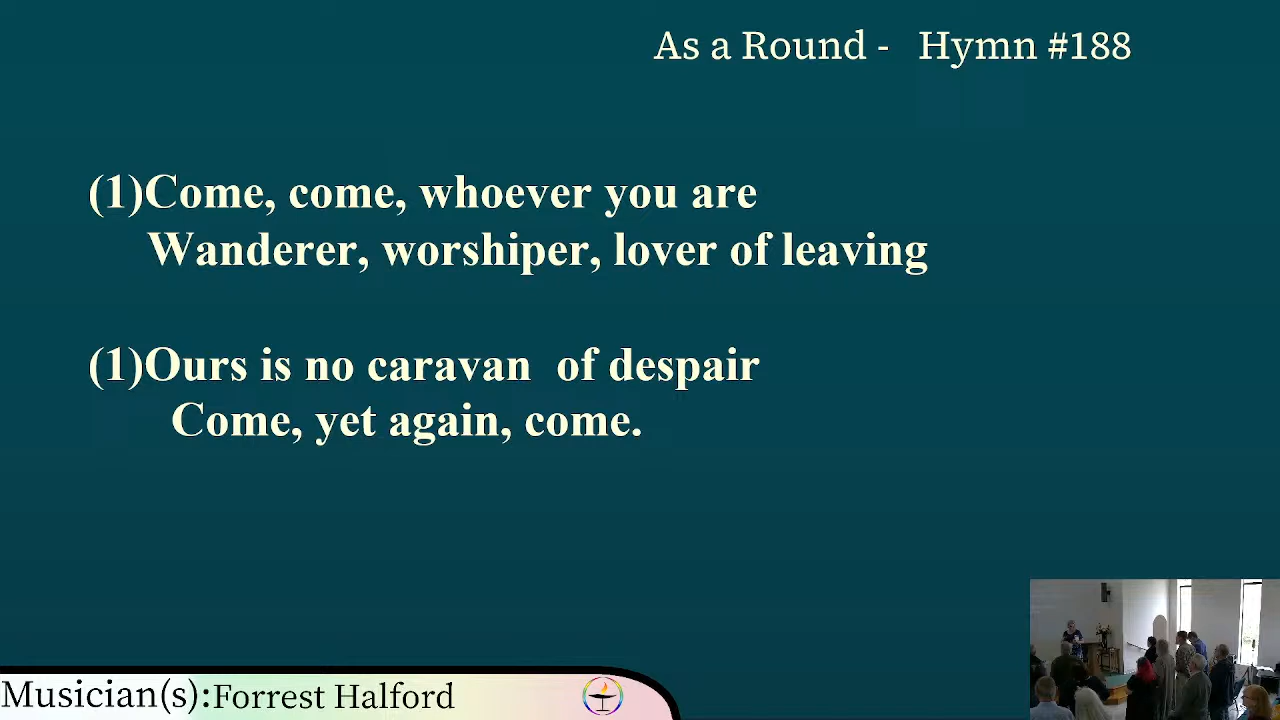 As a Round - Hymn #188
(1)Come, come, whoever you are
Wanderer, worshiper, lover of leaving
(1)Ours is no caravan of despair
Come, yet again, come.
Musician(s):Forrest Halford